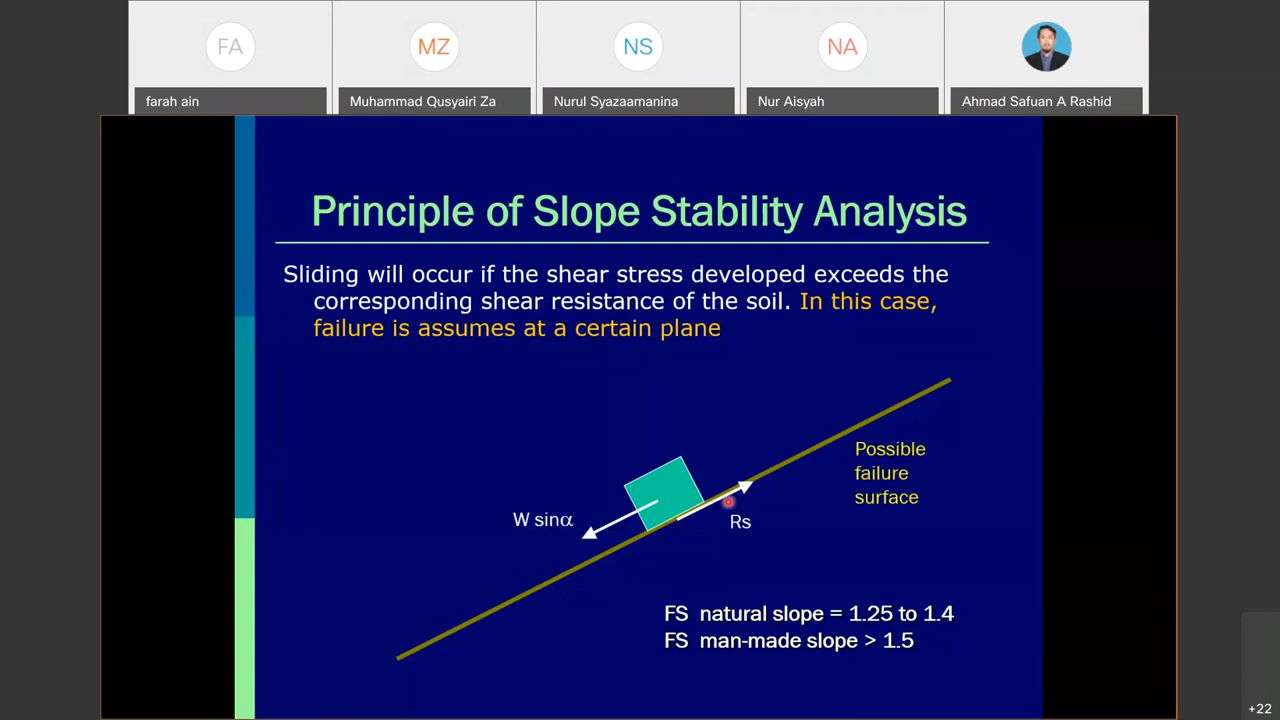 FA
MZ
NS
NA
farah ain
Muhammad Qusyairi Za
Nurul Syazaamanina
Nur Aisyah
Ahmad Safuan A Rashid
Principle of Slope Stability Analysis
Sliding will occur if the shear stress developed exceeds the
corresponding shear resistance of the soil. In this case,
failure is assumes at a certain plane
Possible
failure
surface
W sinα
Rs
FS natural slope = 1.25 to 1.4
FS man-made slope > 1.5
+22